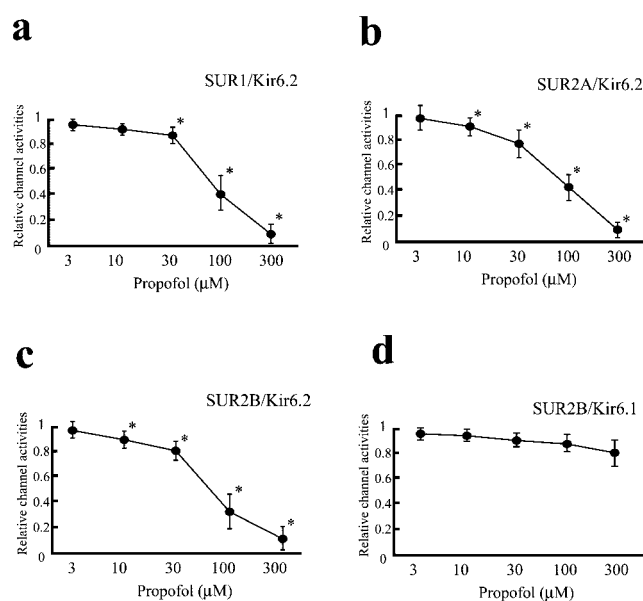 a
SUR1/Kir6.2
Relative channel activities
1
0.8
0.6
0.4
0.2
0
*
*
*
3 10 30 100 300
Propofol (μM)
b
SUR2A/Kir6.2
Relative channel activities
1
0.8
0.6
0.4
0.2
0
*
*
*
*
3 10 30 100 300
Propofol (μM)
c
SUR2B/Kir6.2
Relative channel activities
1
0.8
0.6
0.4
0.2
0
*
*
*
*
3 10 30 100 300
Propofol (μM)
d
SUR2B/Kir6.1
Relative channel activities
1
0.8
0.6
0.4
0.2
0
3 10 30 100 300
Propofol (μM)